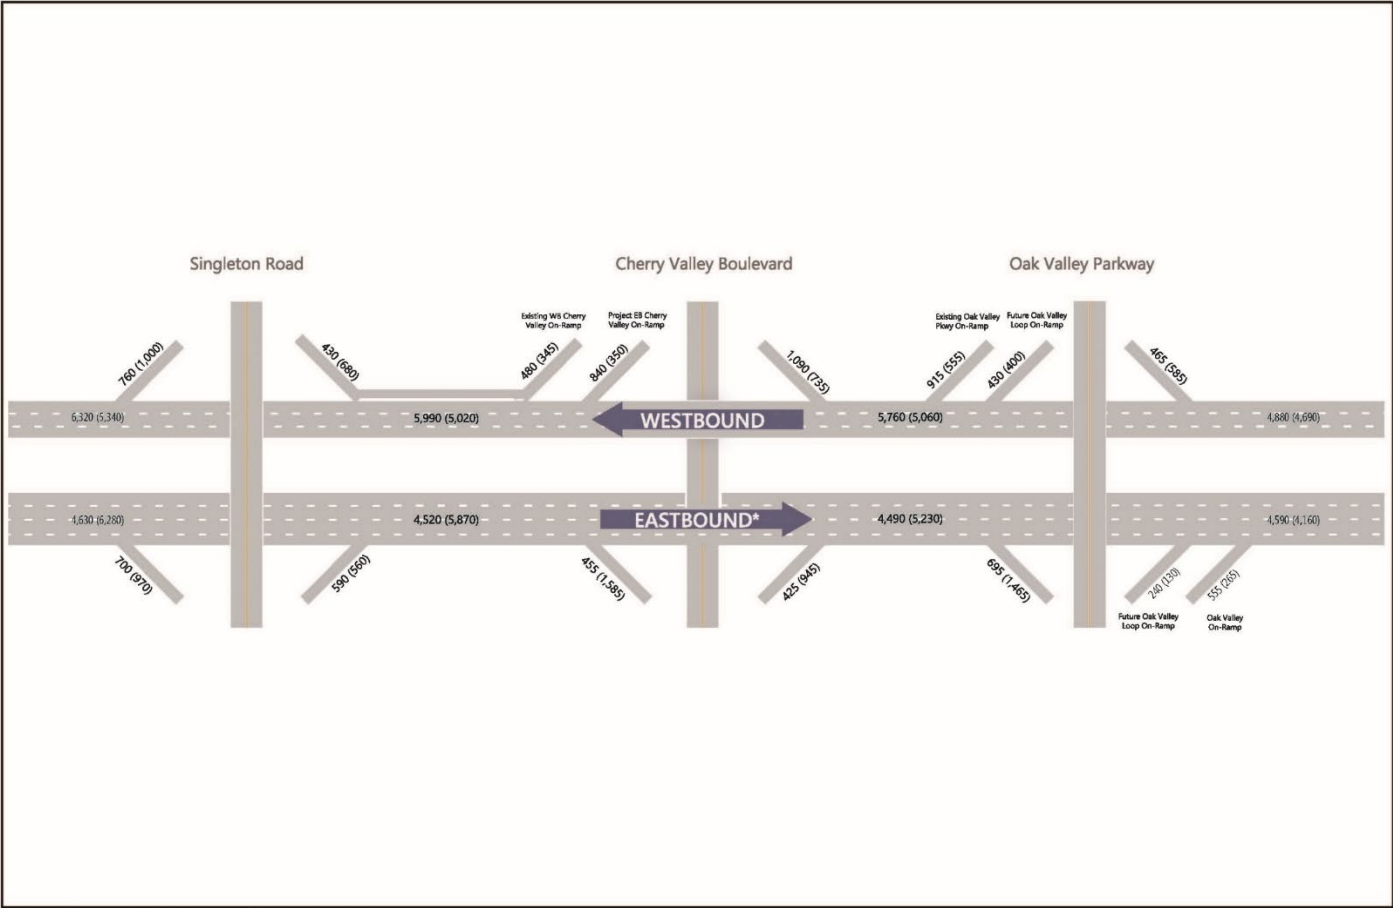 Singleton Road
Cherry Valley Boulevard
Oak Valley Parkway
Existing WB Cherry
Valley On-Ramp
Project EB Cherry
Valley On-Ramp
Existing Oak Valley
Pkwy On-Ramp
Future Oak Valley
Loop On-Ramp
760 (1,000)
430 (680)
480 (345)
840 (350)
1,090 (735)
915 (555)
430 (400)
465 (585)
6,320 (5,340)
5,990 (5,020)
WESTBOUND
5,760 (5,060)
4,880 (4,690)
4,630 (6,280)
4,520 (5,870)
EASTBOUND*
4,490 (5,230)
4,590 (4,160)
700 (970)
590 (560)
455 (1,585)
425 (945)
695 (1,465)
240 (130)
555 (265)
Future Oak Valley
Loop On-Ramp
Oak Valley
On-Ramp